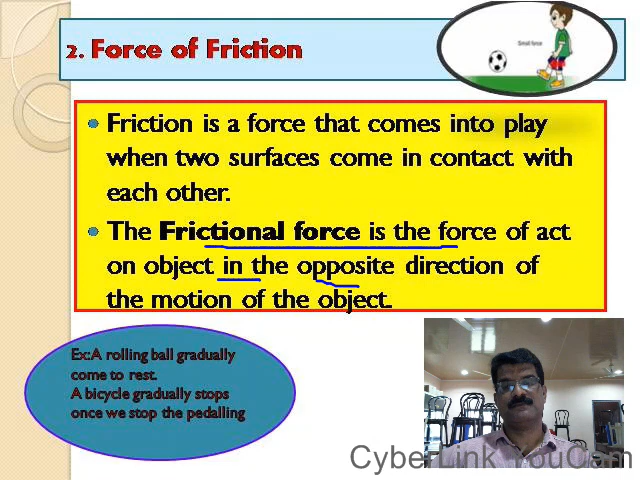 2. Force of Friction
Small force
Friction is a force that comes into play
when two surfaces come in contact with
each other.
The Frictional force is the force of act
on object in the opposite direction of
the motion of the object.
Ex:A rolling ball gradually
come to rest.
A bicycle gradually stops
once we stop the pedalling
CyberLink YouCam